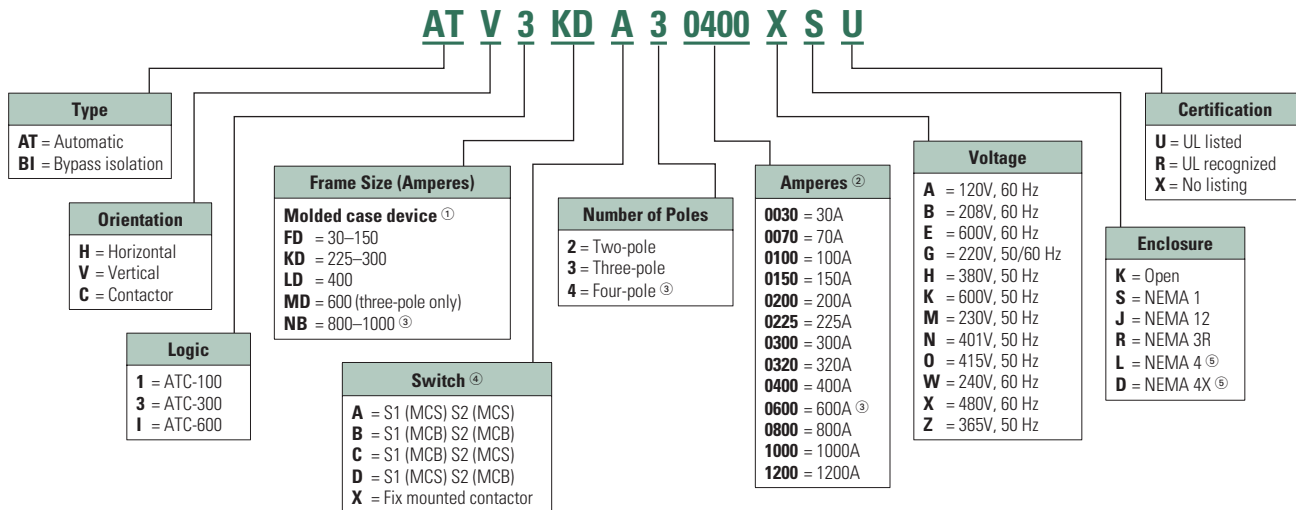 AT V 3 KD A 3 0400 X S U
Type
AT = Automatic
BI = Bypass isolation
Orientation
H = Horizontal
V = Vertical
C = Contactor
Logic
1 = ATC-100
3 = ATC-300
I = ATC-600
Frame Size (Amperes)
Molded case device ①
FD = 30–150
KD = 225–300
LD = 400
MD = 600 (three-pole only)
NB = 800–1000 ③
Switch ④
A = S1 (MCS) S2 (MCS)
B = S1 (MCB) S2 (MCB)
C = S1 (MCB) S2 (MCS)
D = S1 (MCS) S2 (MCB)
X = Fix mounted contactor
Number of Poles
2 = Two-pole
3 = Three-pole
4 = Four-pole ③
Amperes ②
0030 = 30A
0070 = 70A
0100 = 100A
0150 = 150A
0200 = 200A
0225 = 225A
0300 = 300A
0320 = 320A
0400 = 400A
0600 = 600A ③
0800 = 800A
1000 = 1000A
1200 = 1200A
Voltage
A = 120V, 60 Hz
B = 208V, 60 Hz
E = 600V, 60 Hz
G = 220V, 50/60 Hz
H = 380V, 50 Hz
K = 600V, 50 Hz
M = 230V, 50 Hz
N = 401V, 50 Hz
O = 415V, 50 Hz
W = 240V, 60 Hz
X = 480V, 60 Hz
Z = 365V, 50 Hz
Enclosure
K = Open
S = NEMA 1
J = NEMA 12
R = NEMA 3R
L = NEMA 4 ⑤
D = NEMA 4X ⑤
Certification
U = UL listed
R = UL recognized
X = No listing